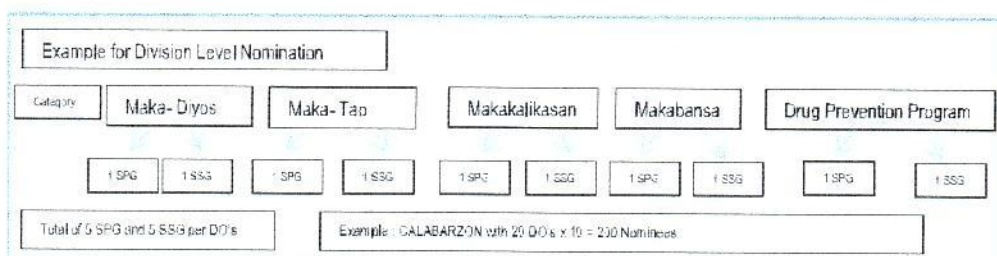 Example for Division Level Nomination
Category
Maka- Diyos
Maka- Tao
Makakalikasan
Makabansa
Drug Prevention Program
1 SPG
1 SSG
1 SPG
1 SSG
1 SPG
1 SSG
1 SPG
1 SSG
1 SPG
1 SSG
Total of 5 SPG and 5 SSG per DO's
Example : CALABARZON with 20 DO's x 10 = 200 Nominees